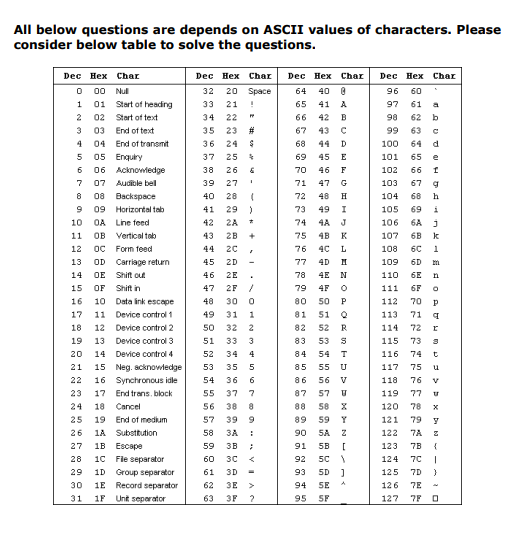 All below questions are depends on ASCII values of characters. Please
consider below table to solve the questions.
Dec Hex Char Dec Hex Char Dec Hex Char Dec Hex Char
0 00 Null 32 20 Space 64 40 @ 96 60 `
1 01 Start of heading 33 21 ! 65 41 A 97 61 a
2 02 Start of text 34 22 " 66 42 B 98 62 b
3 03 End of text 35 23 # 67 43 C 99 63 c
4 04 End of transmit 36 24 $ 68 44 D 100 64 d
5 05 Enquiry 37 25 % 69 45 E 101 65 e
6 06 Acknowledge 38 26 & 70 46 F 102 66 f
7 07 Audible bell 39 27 ' 71 47 G 103 67 g
8 08 Backspace 40 28 ( 72 48 H 104 68 h
9 09 Horizontal tab 41 29 ) 73 49 I 105 69 i
10 0A Line feed 42 2A * 74 4A J 106 6A j
11 0B Vertical tab 43 2B + 75 4B K 107 6B k
12 0C Form feed 44 2C , 76 4C L 108 6C l
13 0D Carriage return 45 2D - 77 4D M 109 6D m
14 0E Shift out 46 2E . 78 4E N 110 6E n
15 0F Shift in 47 2F / 79 4F O 111 6F o
16 10 Data link escape 48 30 0 80 50 P 112 70 p
17 11 Device control 1 49 31 1 81 51 Q 113 71 q
18 12 Device control 2 50 32 2 82 52 R 114 72 r
19 13 Device control 3 51 33 3 83 53 S 115 73 s
20 14 Device control 4 52 34 4 84 54 T 116 74 t
21 15 Neg. acknowledge 53 35 5 85 55 U 117 75 u
22 16 Synchronous idle 54 36 6 86 56 V 118 76 v
23 17 End trans. block 55 37 7 87 57 W 119 77 w
24 18 Cancel 56 38 8 88 58 X 120 78 x
25 19 End of medium 57 39 9 89 59 Y 121 79 y
26 1A Substitution 58 3A : 90 5A Z 122 7A z
27 1B Escape 59 3B ; 91 5B [ 123 7B {
28 1C File separator 60 3C < 92 5C \ 124 7C |
29 1D Group separator 61 3D = 93 5D ] 125 7D }
30 1E Record separator 62 3E > 94 5E ^ 126 7E ~
31 1F Unit separator 63 3F ? 95 5F _ 127 7F □